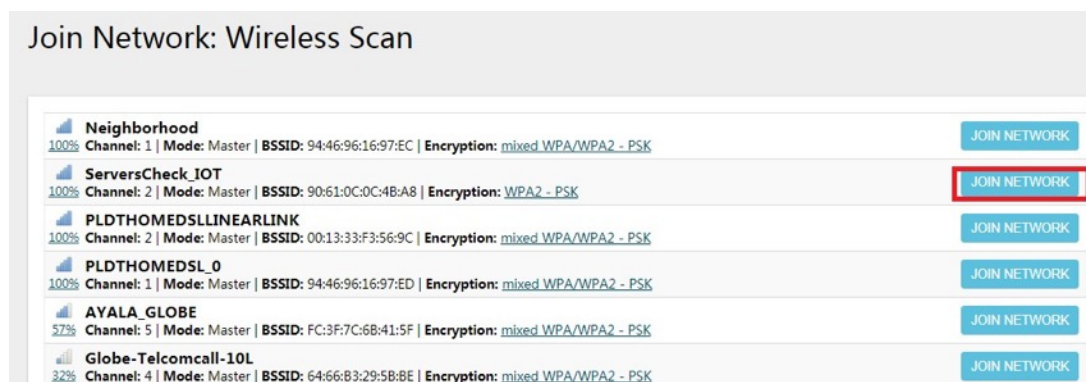 Join Network: Wireless Scan
Neighborhood
100% Channel: 1 | Mode: Master | BSSID: 94:46:96:16:97:EC | Encryption: mixed WPA/WPA2 - PSK
JOIN NETWORK
ServersCheck_IOT
100% Channel: 2 | Mode: Master | BSSID: 90:61:0C:0C:4B:A8 | Encryption: WPA2 - PSK
JOIN NETWORK
PLDTHOMEDSLLINEARLINK
100% Channel: 2 | Mode: Master | BSSID: 00:13:33:F3:56:9C | Encryption: mixed WPA/WPA2 - PSK
JOIN NETWORK
PLDTHOMEDSL_0
100% Channel: 1 | Mode: Master | BSSID: 94:46:96:16:97:ED | Encryption: mixed WPA/WPA2 - PSK
JOIN NETWORK
AYALA_GLOBE
57% Channel: 5 | Mode: Master | BSSID: FC:3F:7C:6B:41:5F | Encryption: mixed WPA/WPA2 - PSK
JOIN NETWORK
Globe-Telcomcall-10L
32% Channel: 4 | Mode: Master | BSSID: 64:66:B3:29:5B:BE | Encryption: mixed WPA/WPA2 - PSK
JOIN NETWORK